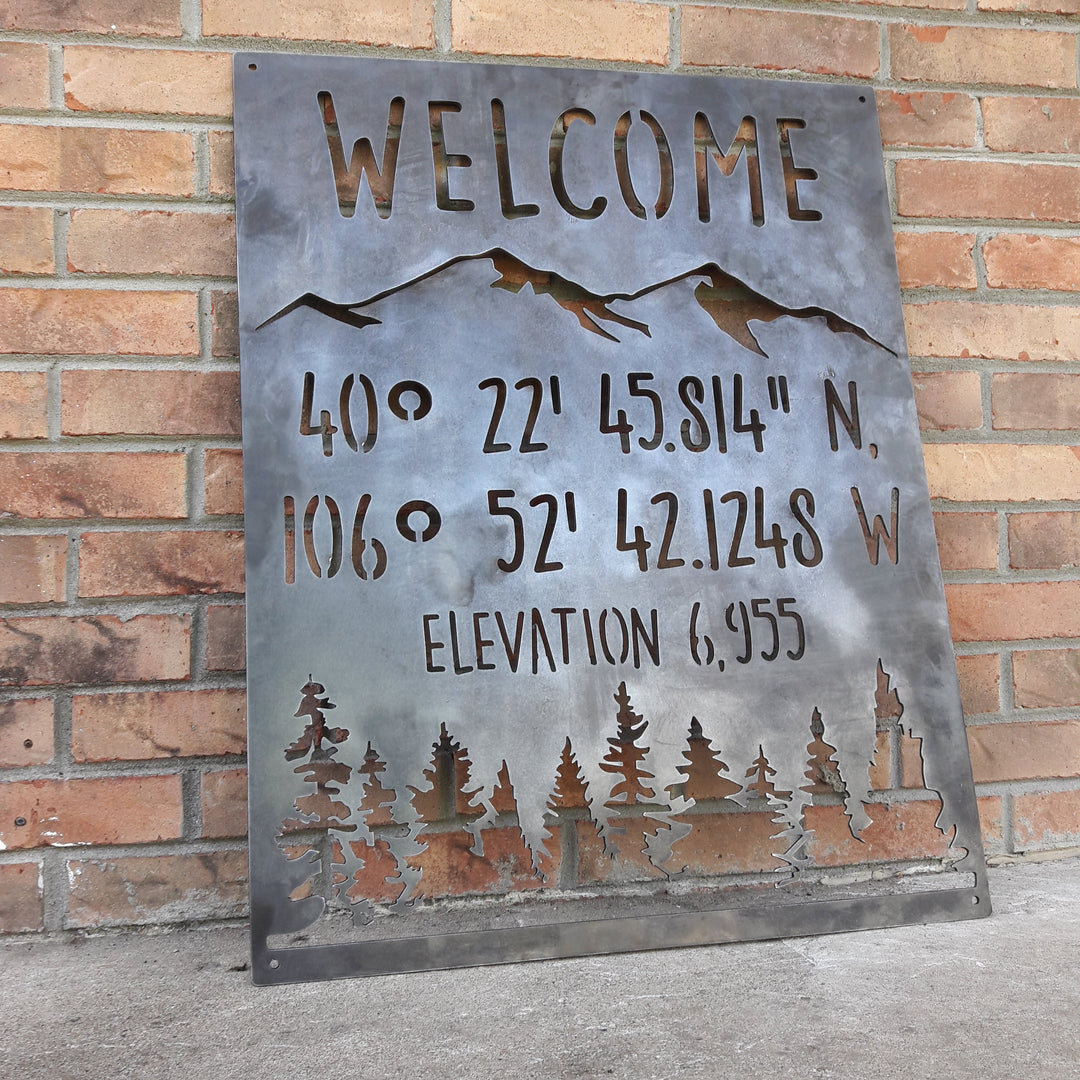 WELCOME
40° 22' 45.814" N,
106° 52' 42.1248 W
ELEVATION 6,955